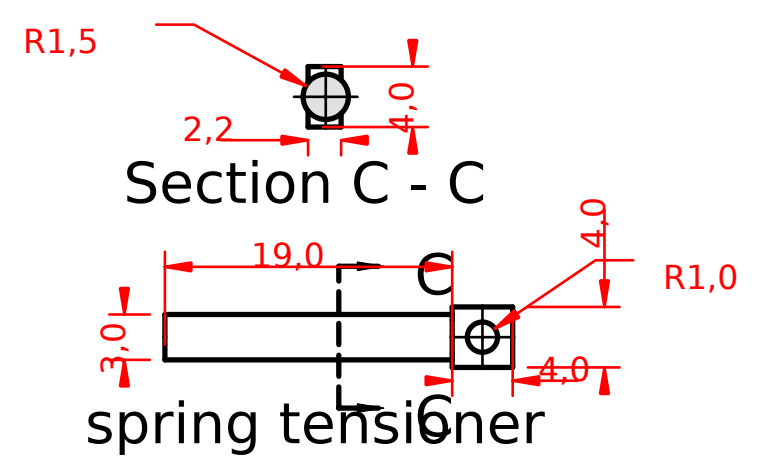 R1,5
4,0
2,2
Section C - C
4,0
19,0
C
R1,0
3,0
4,0
C
spring tensioner